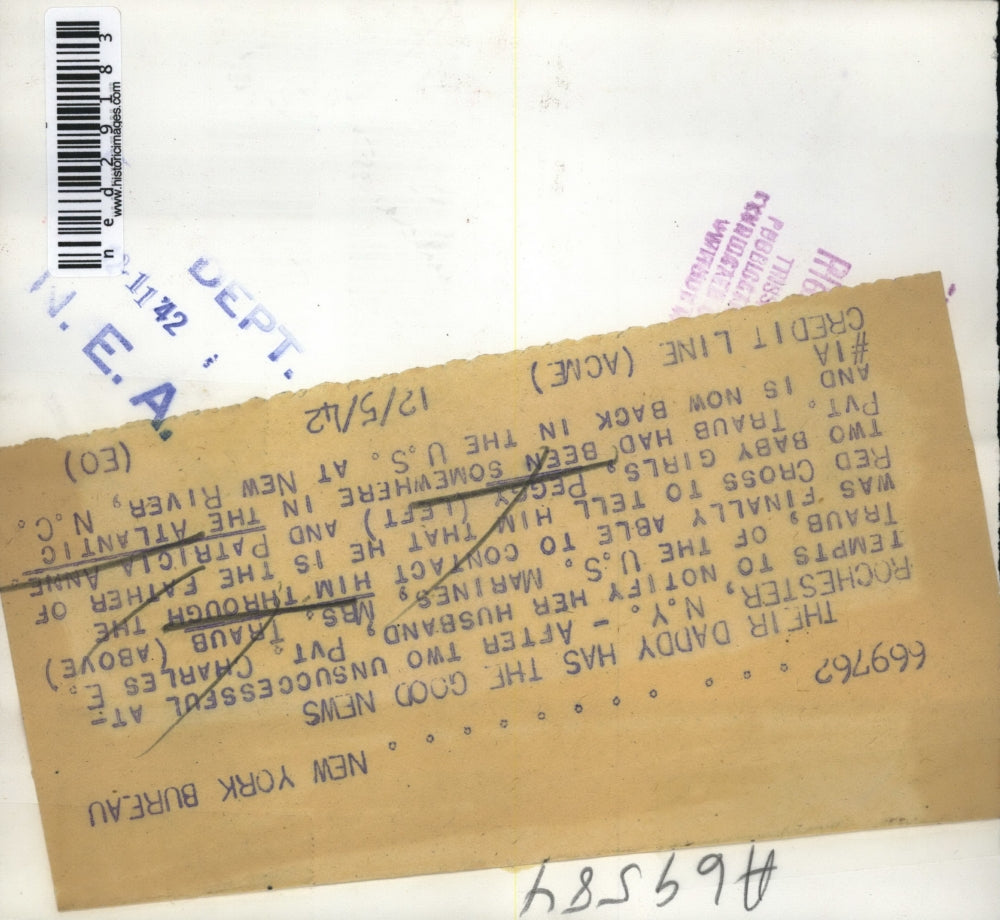 ned29183
www.historicimages.com
DEPT.
11 '42
N. E. A.
A69584
669762 . . . . . . . . . . . NEW YORK BUREAU
THEIR DADDY HAS THE GOOD NEWS
ROCHESTER, N.Y. - AFTER TWO UNSUCCESSFUL AT=
TEMPTS TO NOTIFY HER HUSBAND, PVT. CHARLES E.
TRAUB, OF THE U.S. MARINES, MRS. TRAUB (ABOVE)
WAS FINALLY ABLE TO CONTACT HIM THROUGH THE
RED CROSS TO TELL HIM THAT HE IS THE FATHER OF
TWO BABY GIRLS, PEGGY (LEFT) AND PATRICIA ANNE.
PVT. TRAUB HAD BEEN SOMEWHERE IN THE ATLANTIC
AND IS NOW BACK IN THE U.S. AT NEW RIVER, N.C.
#1A
CREDIT LINE (ACME) 12/5/42 (EO)